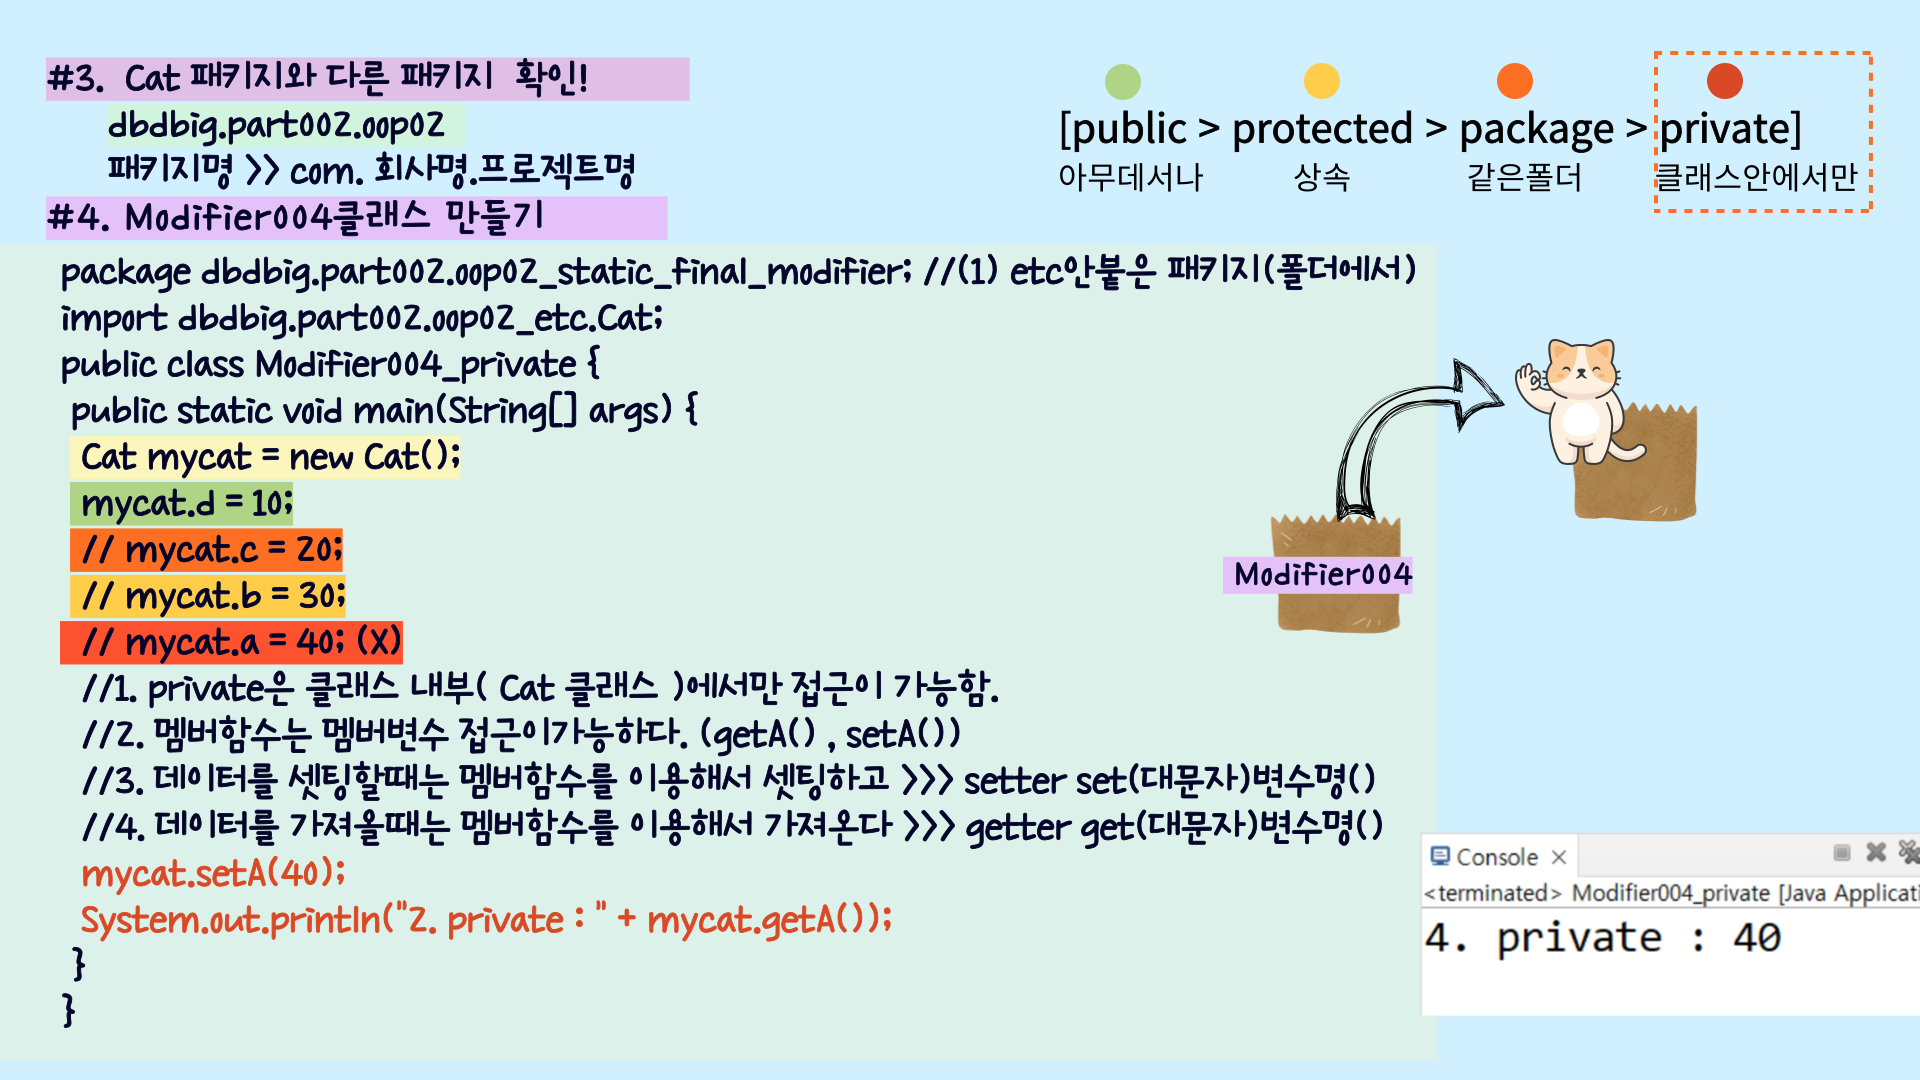 #3. Cat 패키지와 다른 패키지 확인!
dbdbig.part002.oop02
패키지명 >> com. 회사명.프로젝트명
#4. Modifier004클래스 만들기
[public > protected > package > private]
아무데서나 상속 같은폴더 클래스안에서만
package dbdbig.part002.oop02_static_final_modifier; //(1) etc안붙은 패키지(폴더에서)
import dbdbig.part002.oop02_etc.Cat;
public class Modifier004_private {
public static void main(String[] args) {
Cat mycat = new Cat();
mycat.d = 10;
// mycat.c = 20;
// mycat.b = 30;
// mycat.a = 40; (X)
//1. private은 클래스 내부( Cat 클래스 )에서만 접근이 가능함.
//2. 멤버함수는 멤버변수 접근이가능하다. (getA() , setA())
//3. 데이터를 셋팅할때는 멤버함수를 이용해서 셋팅하고 >>> setter set(대문자)변수명()
//4. 데이터를 가져올때는 멤버함수를 이용해서 가져온다 >>> getter get(대문자)변수명()
mycat.setA(40);
System.out.println("2. private : " + mycat.getA());
}
}
Modifier004
Console
<terminated> Modifier004_private [Java Applicati
4. private : 40